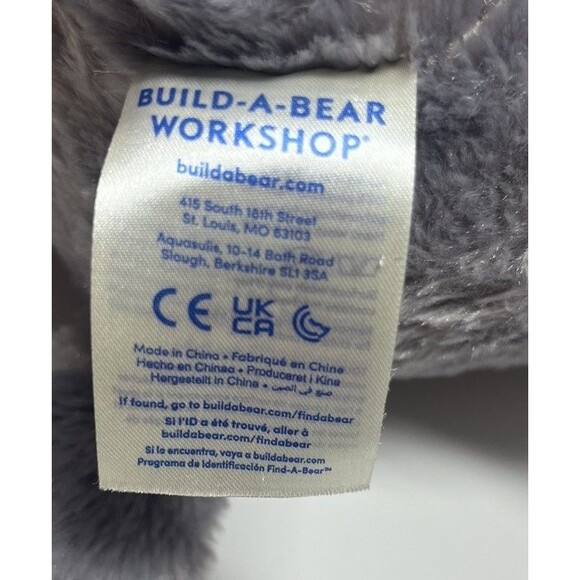 BUILD-A-BEAR
WORKSHOP®
buildabear.com
415 South 18th Street
St. Louis, MO 63103
Aquasulis, 10-14 Bath Road
Slough, Berkshire SL1 3SA
CE UK
CA
Made in China • Fabriqué en Chine
Hecho en Chinao • Produceret i Kina
Hergestellt in China • صنع في الصين
If found, go to buildabear.com/findabear
Si l'ID a été trouvé, aller à
buildabear.com/findabear
Si la encuentra, vaya a buildabear.com
Programa de Identificación Find-A-Bear™